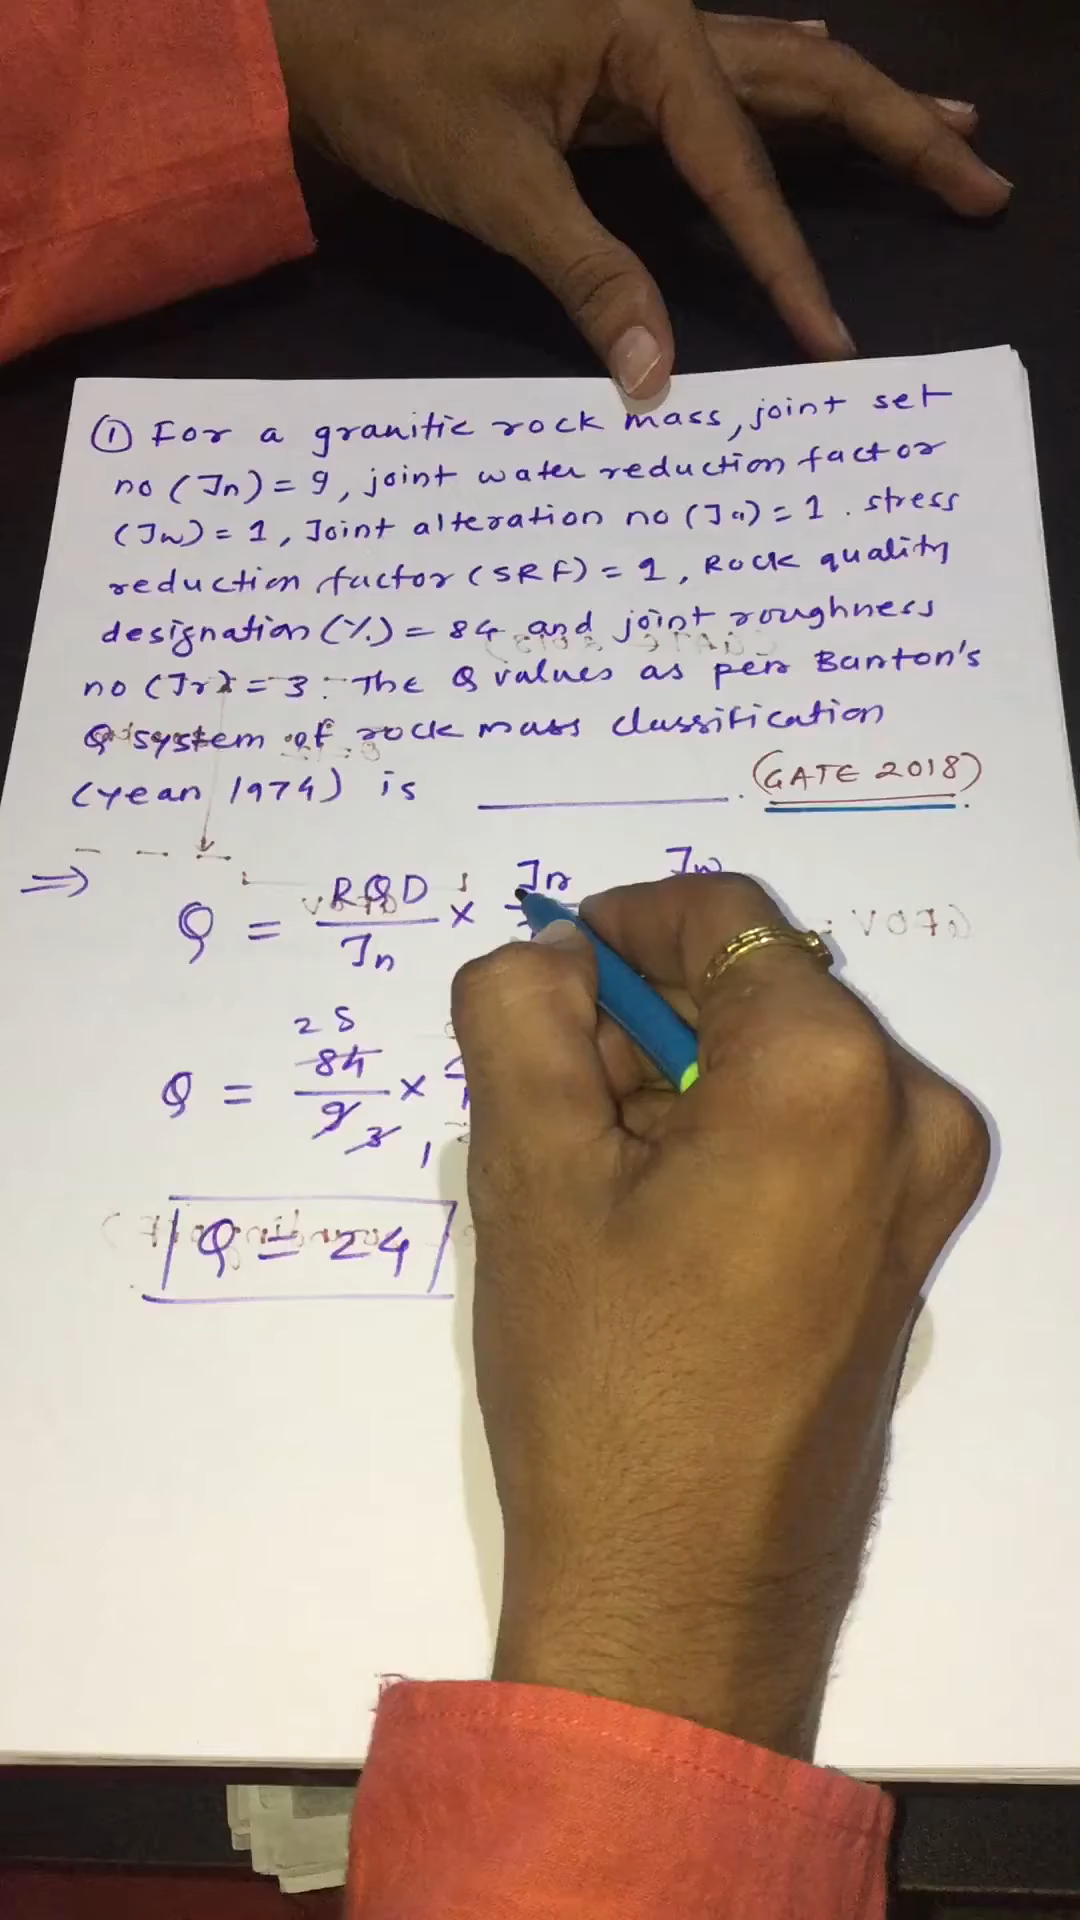 ① For a granitic rock mass, joint set
no (Jn) = 9, joint water reduction factor
(Jw) = 1, Joint alteration no (Ja) = 1. stress
reduction factor (SRF) = 1, Rock quality
designation (%) = 84 and joint roughness
no (Jr) = 3. The Q values as per Banton's
Q system of rock mass classification
(year 1974) is ________. (GATE 2018)
⇒ Q = RQD/Jn × Jr Jw
28
Q = 84/9 ×
3 1
Q = 24